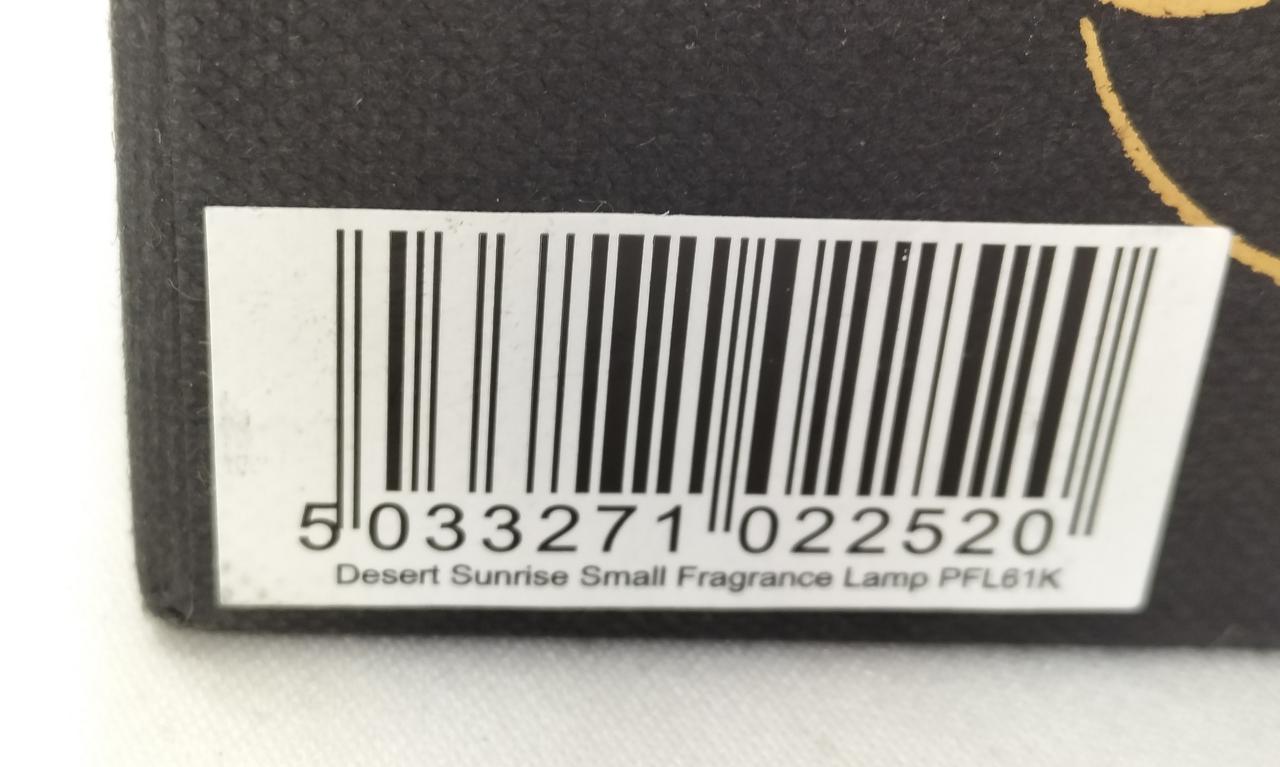 5 033271 022520
Desert Sunrise Small Fragrance Lamp PFL61K